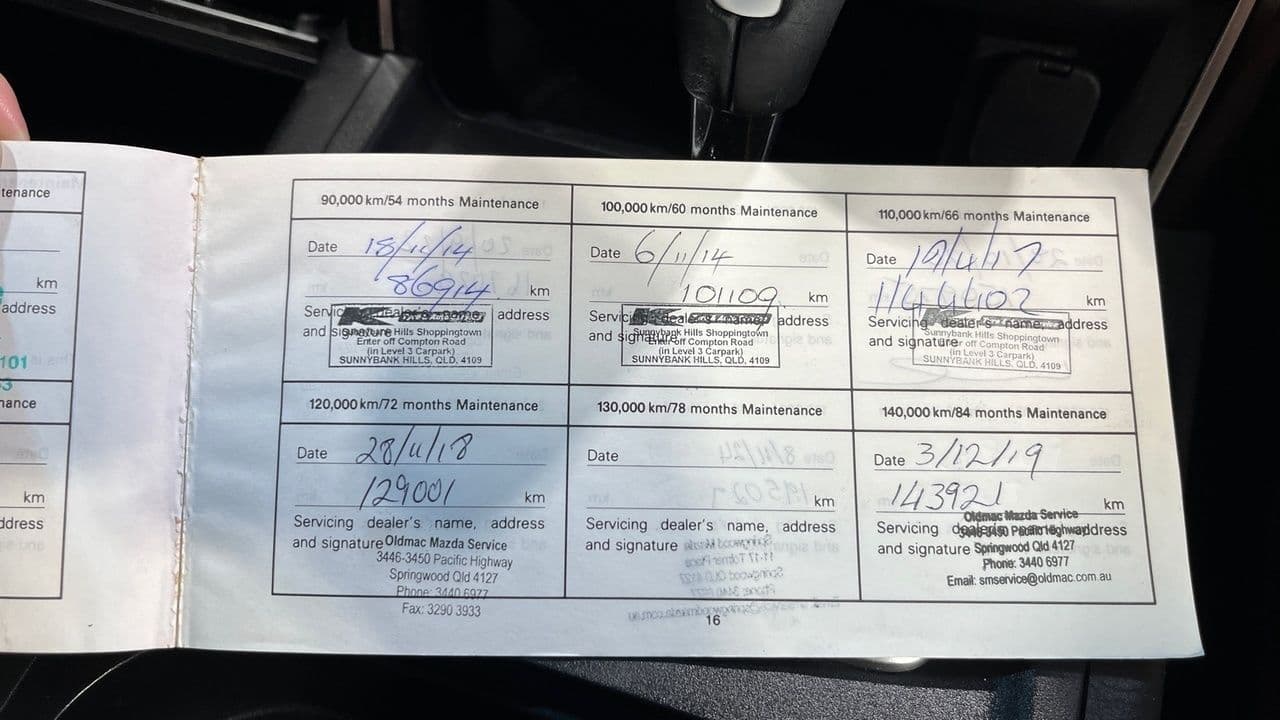 tenance
km
address
101
3
nance
km
ddress
90,000 km/54 months Maintenance
Date 18/11/14
86914 km
Servicing dealer's name, address
and signature
Sunnybank Hills Shoppingtown
Enter off Compton Road
(in Level 3 Carpark)
SUNNYBANK HILLS, QLD, 4109
100,000 km/60 months Maintenance
Date 6/11/14
101109 km
Servicing dealer's name, address
and signature
Sunnybank Hills Shoppingtown
Enter off Compton Road
(in Level 3 Carpark)
SUNNYBANK HILLS, QLD, 4109
110,000 km/66 months Maintenance
Date
km
Servicing dealer's name, address
and signature
Sunnybank Hills Shoppingtown
Enter off Compton Road
(in Level 3 Carpark)
SUNNYBANK HILLS, QLD, 4109
120,000 km/72 months Maintenance
Date 28/11/18
129001 km
Servicing dealer's name, address
and signature Oldmac Mazda Service
3446-3450 Pacific Highway
Springwood Qld 4127
Phone: 3440 6977
Fax: 3290 3933
130,000 km/78 months Maintenance
Date
km
Servicing dealer's name, address
and signature
140,000 km/84 months Maintenance
Date 3/12/19
143921 km
Oldmac Mazda Service
Servicing dealer's name, address
3446-3450 Pacific Highway
and signature Springwood Qld 4127
Phone: 3440 6977
Email: smservice@oldmac.com.au
16